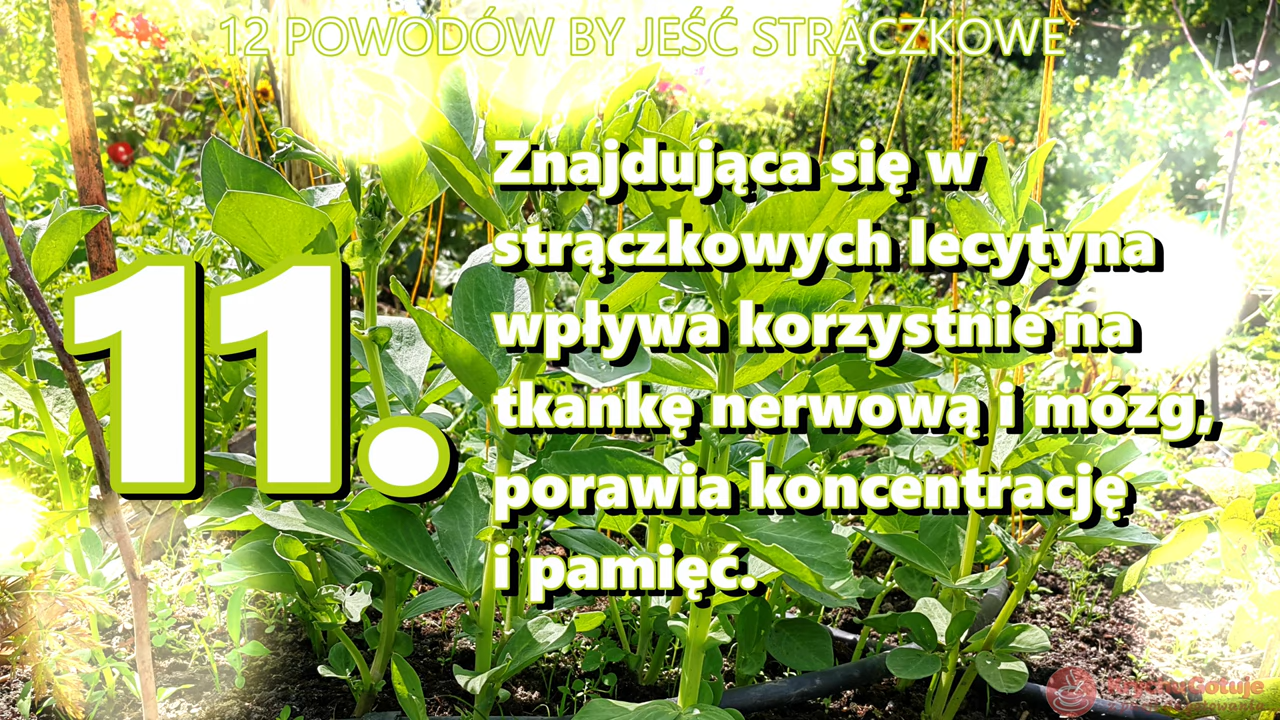 12 POWODÓW BY JEŚĆ STRĄCZKOWE
11.
Znajdująca się w
strączkowych lecytyna
wpływa korzystnie na
tkankę nerwową i mózg,
porawia koncentrację
i pamięć.